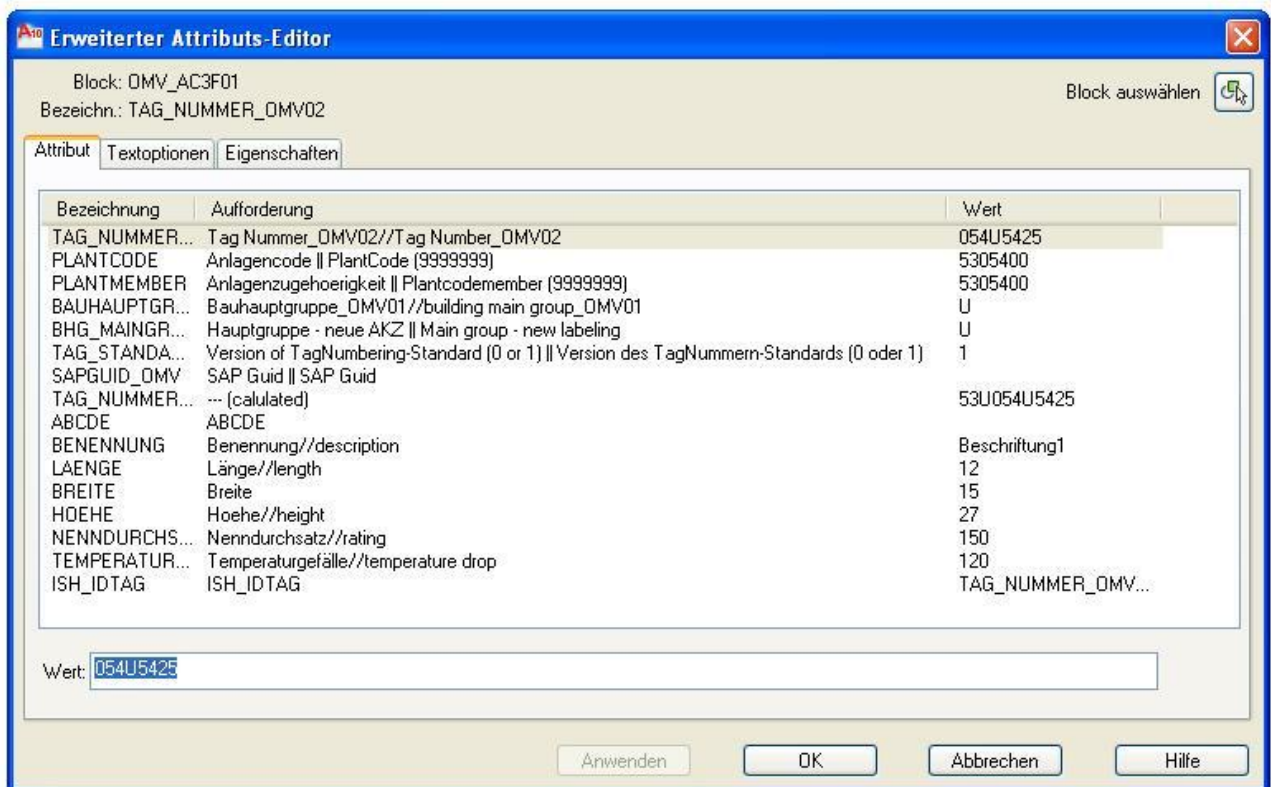 A10 Erweiterter Attributs-Editor
Block: OMV_AC3F01
Block auswählen
Bezeichn.: TAG_NUMMER_OMV02
Attribut Textoptionen Eigenschaften
Bezeichnung Aufforderung Wert
TAG_NUMMER... Tag Nummer_OMV02//Tag Number_OMV02 054U5425
PLANTCODE Anlagencode || PlantCode (9999999) 5305400
PLANTMEMBER Anlagenzugehoerigkeit || Plantcodemember (9999999) 5305400
BAUHAUPTGR... Bauhauptgruppe_OMV01//building main group_OMV01 U
BHG_MAINGR... Hauptgruppe - neue AKZ || Main group - new labeling U
TAG_STANDA... Version of TagNumbering-Standard (0 or 1) || Version des TagNummern-Standards (0 oder 1) 1
SAPGUID_OMV SAP Guid || SAP Guid
TAG_NUMMER... --- (calulated) 53U054U5425
ABCDE ABCDE
BENENNUNG Benennung//description Beschriftung1
LAENGE Länge//length 12
BREITE Breite 15
HOEHE Hoehe//height 27
NENNDURCHS... Nenndurchsatz//rating 150
TEMPERATUR... Temperaturgefälle//temperature drop 120
ISH_IDTAG ISH_IDTAG TAG_NUMMER_OMV...
Wert: 054U5425
Anwenden OK Abbrechen Hilfe